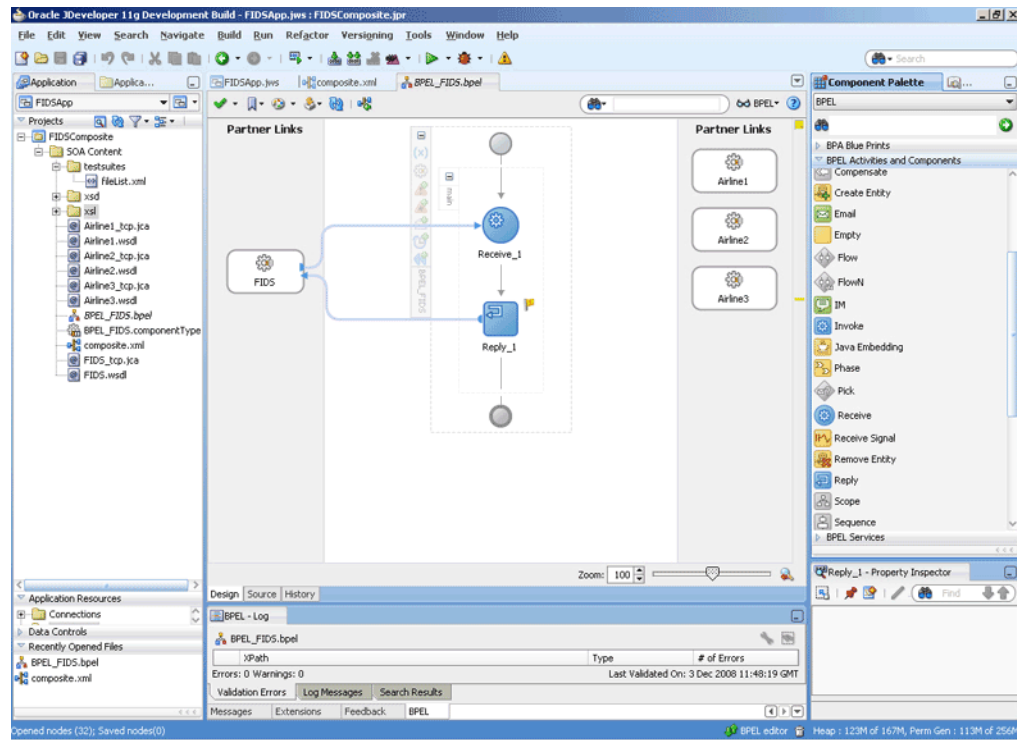 Oracle JDeveloper 11g Development Build - FIDSApp.jws : FIDSComposite.jpr
File Edit View Search Navigate Build Run Refactor Versigning Tools Window Help
Search
Application Applica...
FIDSApp
Projects
FIDSComposite
SOA Content
testsuites
fileList.xml
xsd
xsl
Airline1_tcp.jca
Airline1.wsdl
Airline2_tcp.jca
Airline2.wsdl
Airline3_tcp.jca
Airline3.wsdl
BPEL_FIDS.bpel
BPEL_FIDS.componentType
composite.xml
FIDS_tcp.jca
FIDS.wsdl
Application Resources
Connections
Data Controls
Recently Opened Files
BPEL_FIDS.bpel
composite.xml
FIDSApp.jws composite.xml BPEL_FIDS.bpel
BPEL
Partner Links
Partner Links
(x)
main
BPEL_FIDS
FIDS
Receive_1
Reply_1
Airline1
Airline2
Airline3
Zoom: 100
Design Source History
BPEL - Log
BPEL_FIDS.bpel
XPath Type # of Errors
Errors: 0 Warnings: 0 Last Validated On: 3 Dec 2008 11:48:19 GMT
Validation Errors Log Messages Search Results
Messages Extensions Feedback BPEL
Component Palette
BPEL
BPA Blue Prints
BPEL Activities and Components
Compensate
Create Entity
Email
Empty
Flow
FlowN
IM
Invoke
Java Embedding
Phase
Pick
Receive
Receive Signal
Remove Entity
Reply
Scope
Sequence
BPEL Services
Reply_1 - Property Inspector
Find
Opened nodes (32); Saved nodes(0) BPEL editor Heap : 123M of 167M, Perm Gen : 113M of 256M